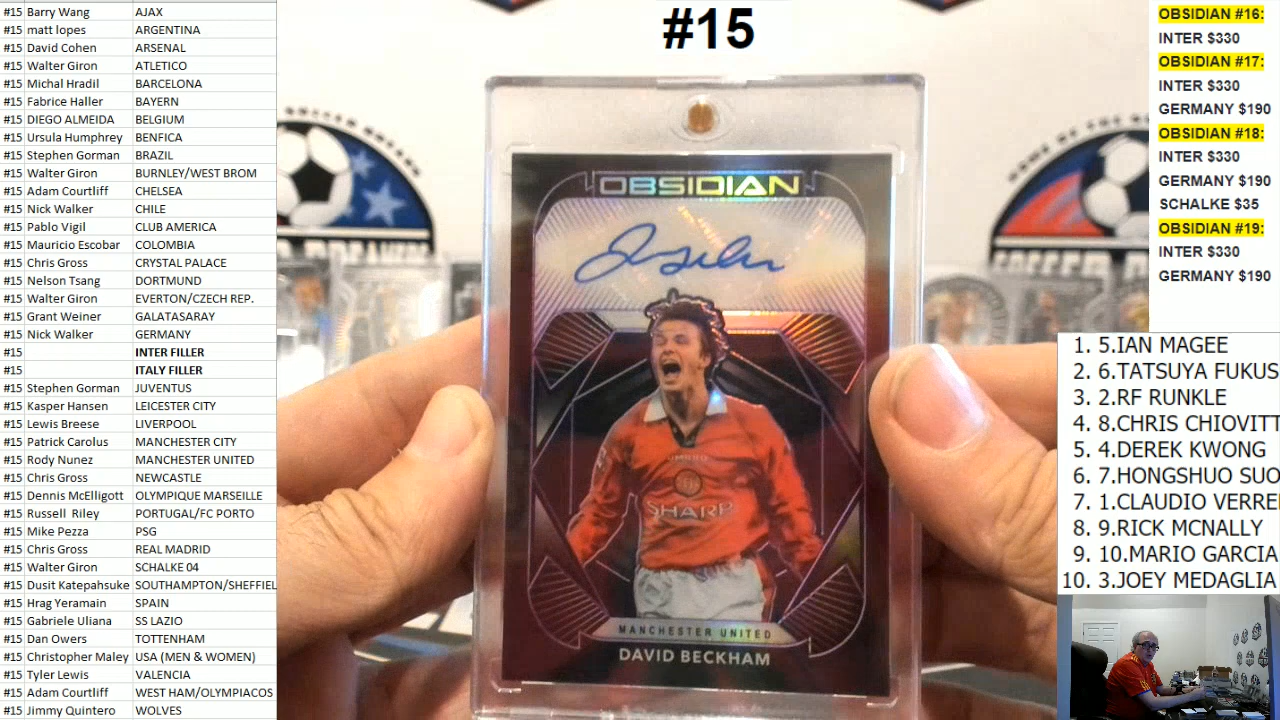 #15 Barry Wang AJAX
#15 matt lopes ARGENTINA
#15 David Cohen ARSENAL
#15 Walter Giron ATLETICO
#15 Michal Hradil BARCELONA
#15 Fabrice Haller BAYERN
#15 DIEGO ALMEIDA BELGIUM
#15 Ursula Humphrey BENFICA
#15 Stephen Gorman BRAZIL
#15 Walter Giron BURNLEY/WEST BROM
#15 Adam Courtliff CHELSEA
#15 Nick Walker CHILE
#15 Pablo Vigil CLUB AMERICA
#15 Mauricio Escobar COLOMBIA
#15 Chris Gross CRYSTAL PALACE
#15 Nelson Tsang DORTMUND
#15 Walter Giron EVERTON/CZECH REP.
#15 Grant Weiner GALATASARAY
#15 Nick Walker GERMANY
#15 INTER FILLER
#15 ITALY FILLER
#15 Stephen Gorman JUVENTUS
#15 Kasper Hansen LEICESTER CITY
#15 Lewis Breese LIVERPOOL
#15 Patrick Carolus MANCHESTER CITY
#15 Rody Nunez MANCHESTER UNITED
#15 Chris Gross NEWCASTLE
#15 Dennis McElligott OLYMPIQUE MARSEILLE
#15 Russell Riley PORTUGAL/FC PORTO
#15 Mike Pezza PSG
#15 Chris Gross REAL MADRID
#15 Walter Giron SCHALKE 04
#15 Dusit Katepahsuke SOUTHAMPTON/SHEFFIEL
#15 Hrag Yeramain SPAIN
#15 Gabriele Uliana SS LAZIO
#15 Dan Owers TOTTENHAM
#15 Christopher Maley USA (MEN & WOMEN)
#15 Tyler Lewis VALENCIA
#15 Adam Courtliff WEST HAM/OLYMPIACOS
#15 Jimmy Quintero WOLVES
#15
OBSIDIAN
UMBRO
SHARP
MANCHESTER UNITED
DAVID BECKHAM
OBSIDIAN #16:
INTER $330
OBSIDIAN #17:
INTER $330
GERMANY $190
OBSIDIAN #18:
INTER $330
GERMANY $190
SCHALKE $35
OBSIDIAN #19:
INTER $330
GERMANY $190
1. 5.IAN MAGEE
2. 6.TATSUYA FUKUS
3. 2.RF RUNKLE
4. 8.CHRIS CHIOVITT
5. 4.DEREK KWONG
6. 7.HONGSHUO SUO
7. 1.CLAUDIO VERRE
8. 9.RICK MCNALLY
9. 10.MARIO GARCIA
10. 3.JOEY MEDAGLIA